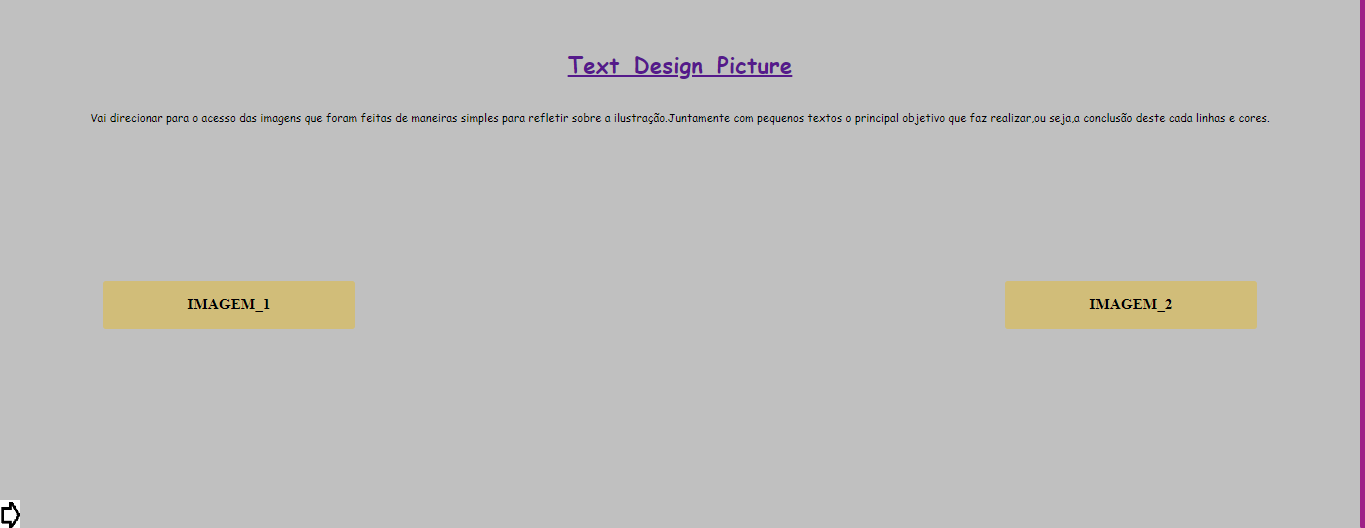 Text Design Picture
Vai direcionar para o acesso das imagens que foram feitas de maneiras simples para refletir sobre a ilustração.Juntamente com pequenos textos o principal objetivo que faz realizar,ou seja,a conclusão deste cada linhas e cores.
IMAGEM_1
IMAGEM_2